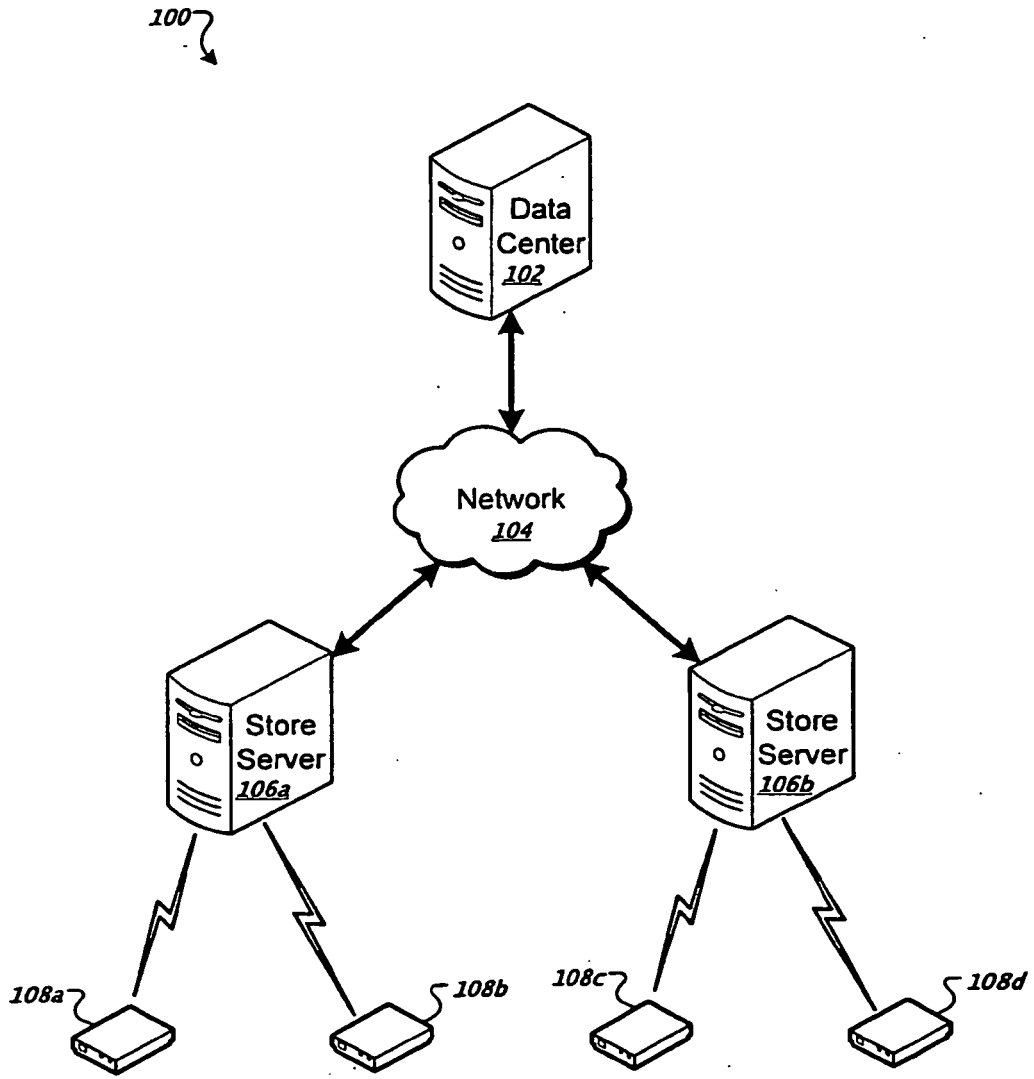 100
Data
Center
102
Network
104
Store
Server
106a
Store
Server
106b
108a
108b
108c
108d